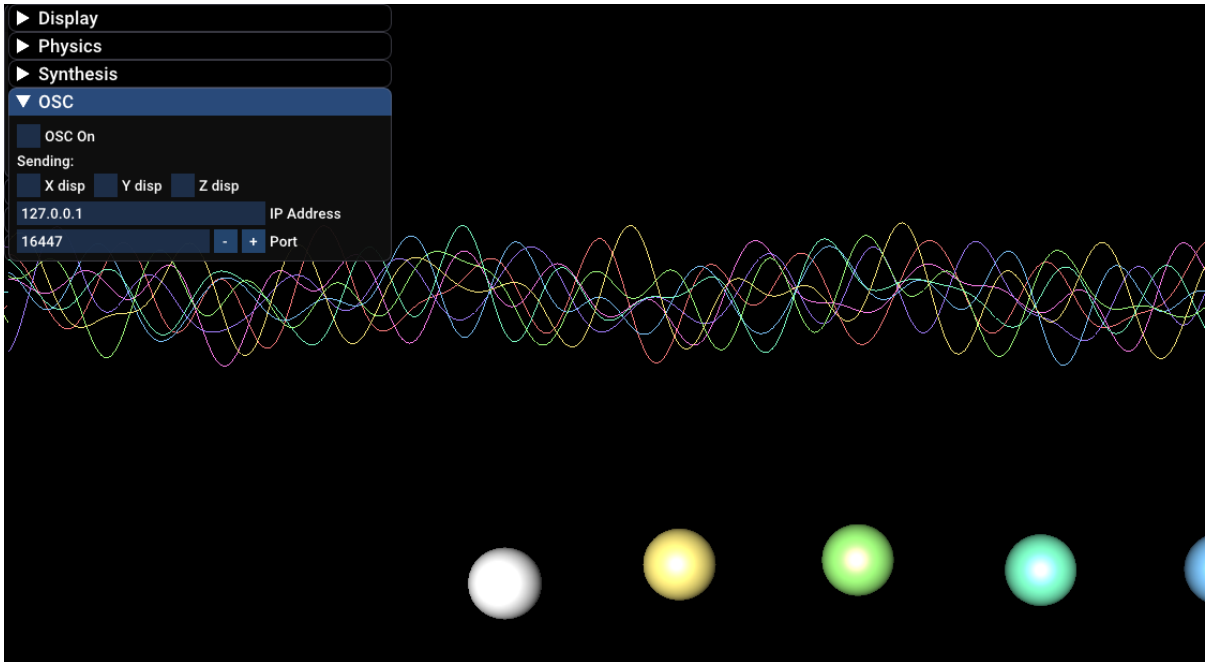 Display
Physics
Synthesis
OSC
OSC On
Sending:
X disp Y disp Z disp
127.0.0.1 IP Address
16447 - + Port